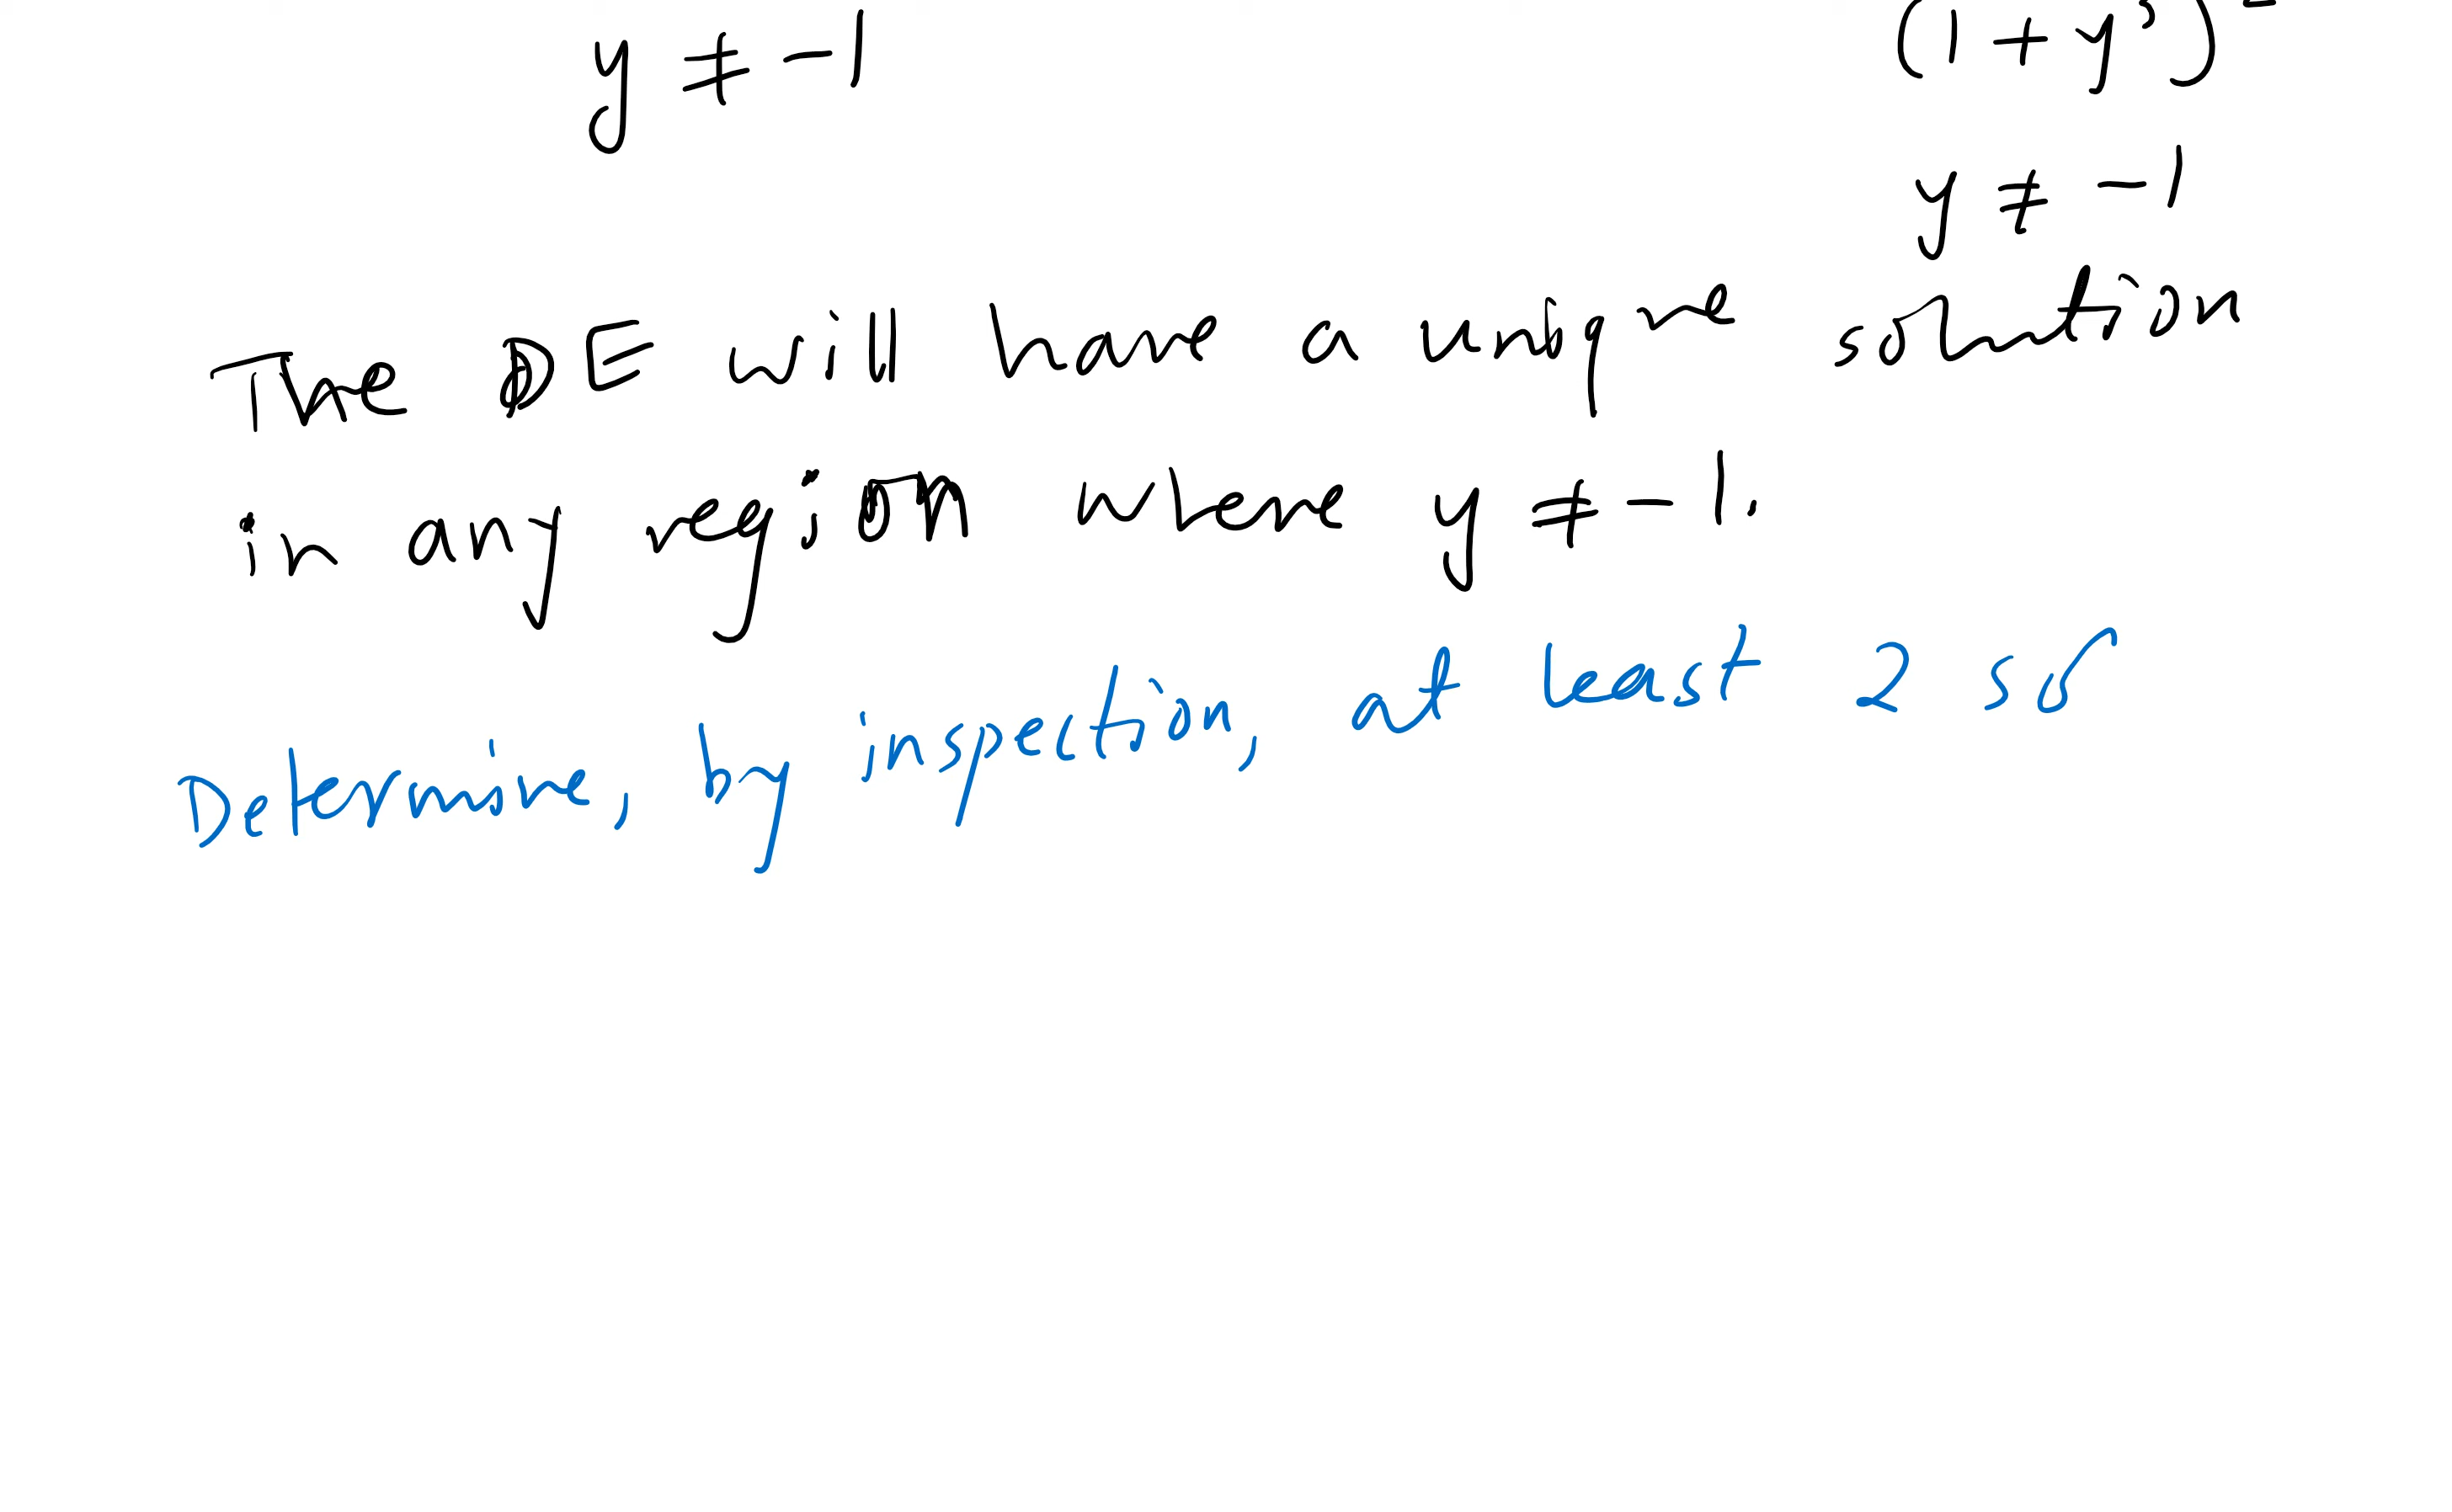 y ≠ -1
(1 + y³)
y ≠ -1
The DE will have a unique solution
in any region where y ≠ -1.
Determine, by inspection, at least 2 so